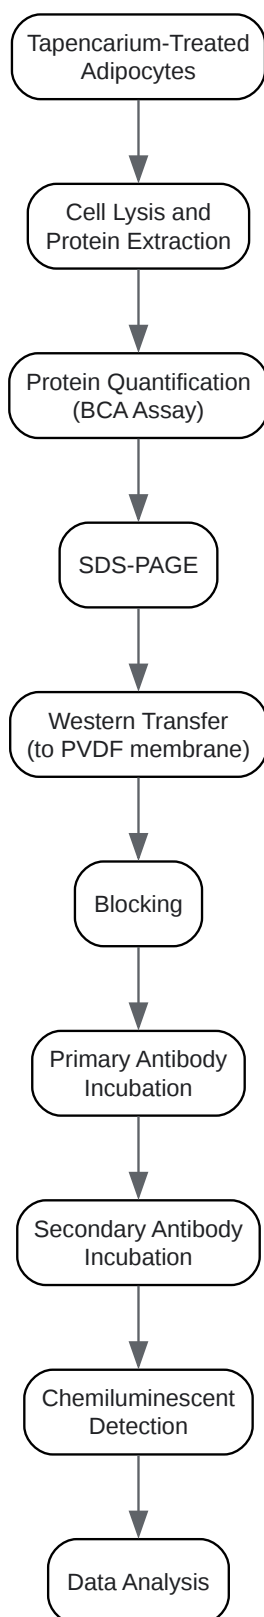 Tapencarium-Treated
Adipocytes
Cell Lysis and
Protein Extraction
Protein Quantification
(BCA Assay)
SDS-PAGE
Western Transfer
(to PVDF membrane)
Blocking
Primary Antibody
Incubation
Secondary Antibody
Incubation
Chemiluminescent
Detection
Data Analysis